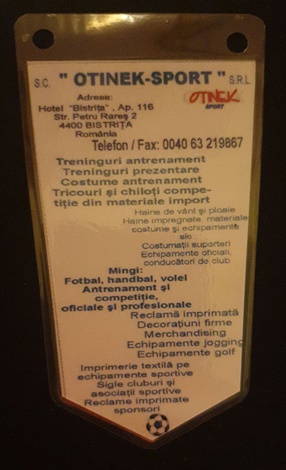 S.C. " OTINEK-SPORT " S.R.L.
OTINEK
SPORT
Adresa:
Hotel "Bistriţa", Ap. 116
Str. Petru Rareş 2
4400 BISTRIŢA
România
Telefon / Fax: 0040 63 219867
Treninguri antrenament
Treninguri prezentare
Costume antrenament
Tricouri şi chiloţi compe-
tiţie din materiale import
Haine de vânt şi ploaie
Haine impregnate, materiale
costume şi echipamente
Costumaţii suporteri
Echipamente oficiali,
conducători de club
Mingi:
Fotbal, handbal, volei
Antrenament şi
competiţie,
oficiale şi profesionale
Reclamă imprimată
Decoraţiuni firme
Merchandising
Echipamente jogging
Echipamente golf
Imprimerie textilă pe
echipamente sportive
Sigle cluburi şi
asociaţii sportive
Reclame imprimate
sponsori